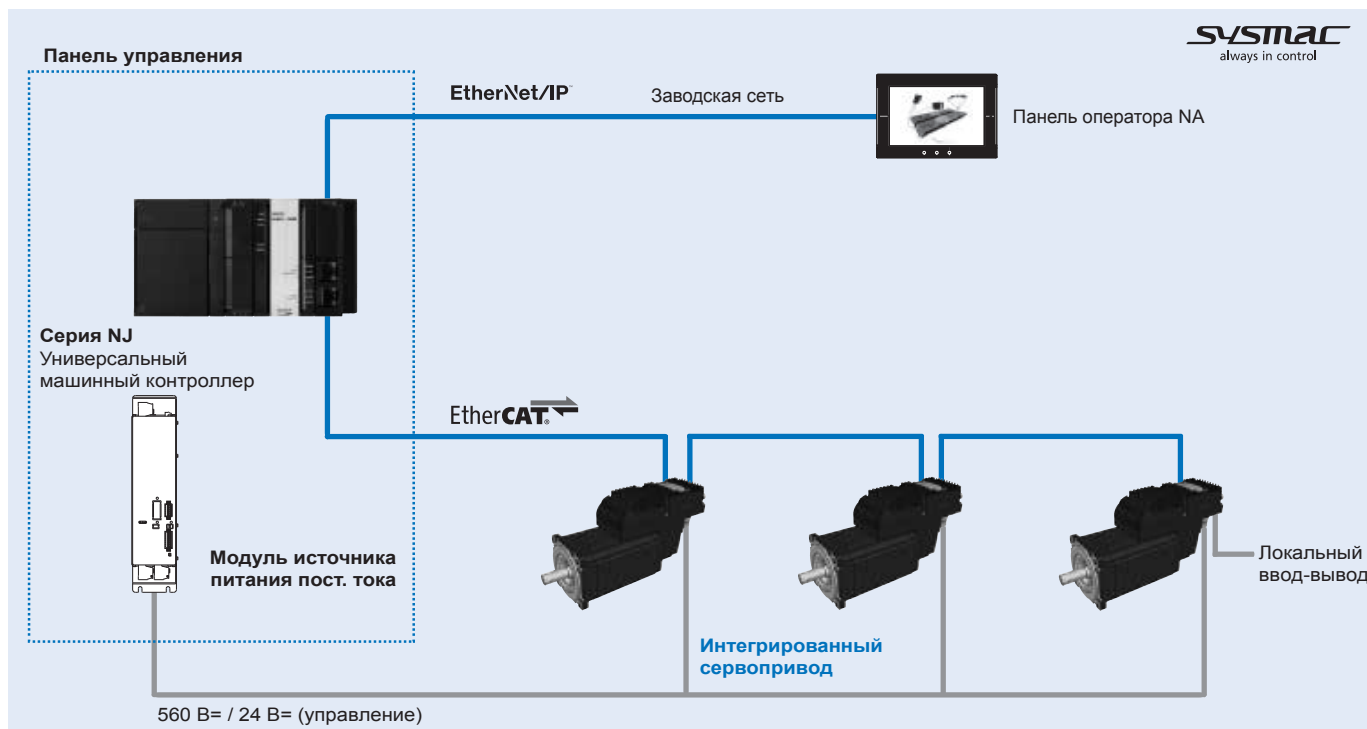 sysmac
always in control
Панель управления
EtherNet/IP
Заводская сеть
Панель оператора NA
Серия NJ
Универсальный
машинный контроллер
EtherCAT®
Модуль источника
питания пост. тока
Локальный
ввод-вывод
Интегрированный
сервопривод
560 В= / 24 В= (управление)